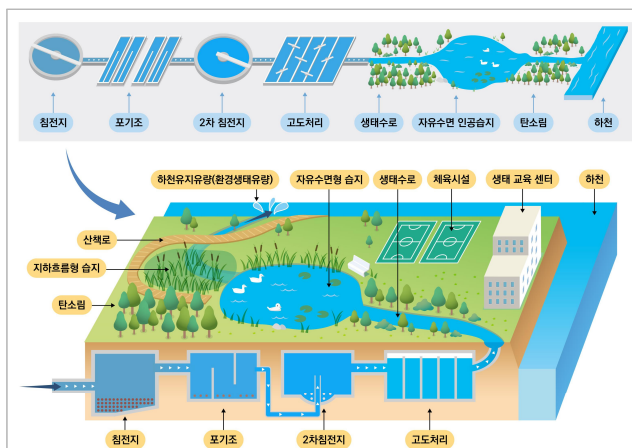 침전지
포기조
2차 침전지
고도처리
생태수로
자유수면 인공습지
탄소림
하천
하천유지유량(환경생태유량)
자유수면형 습지
생태수로
체육시설
생태 교육 센터
하천
산책로
지하흐름형 습지
탄소림
침전지
포기조
2차침전지
고도처리